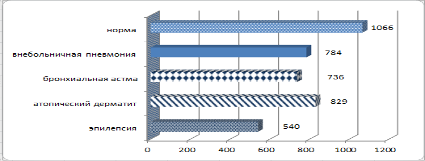 норма 1066
внебольничная пневмония 784
бронхиальная астма 736
атопический дерматит 829
эпилепсия 540
0 200 400 600 800 1000 1200